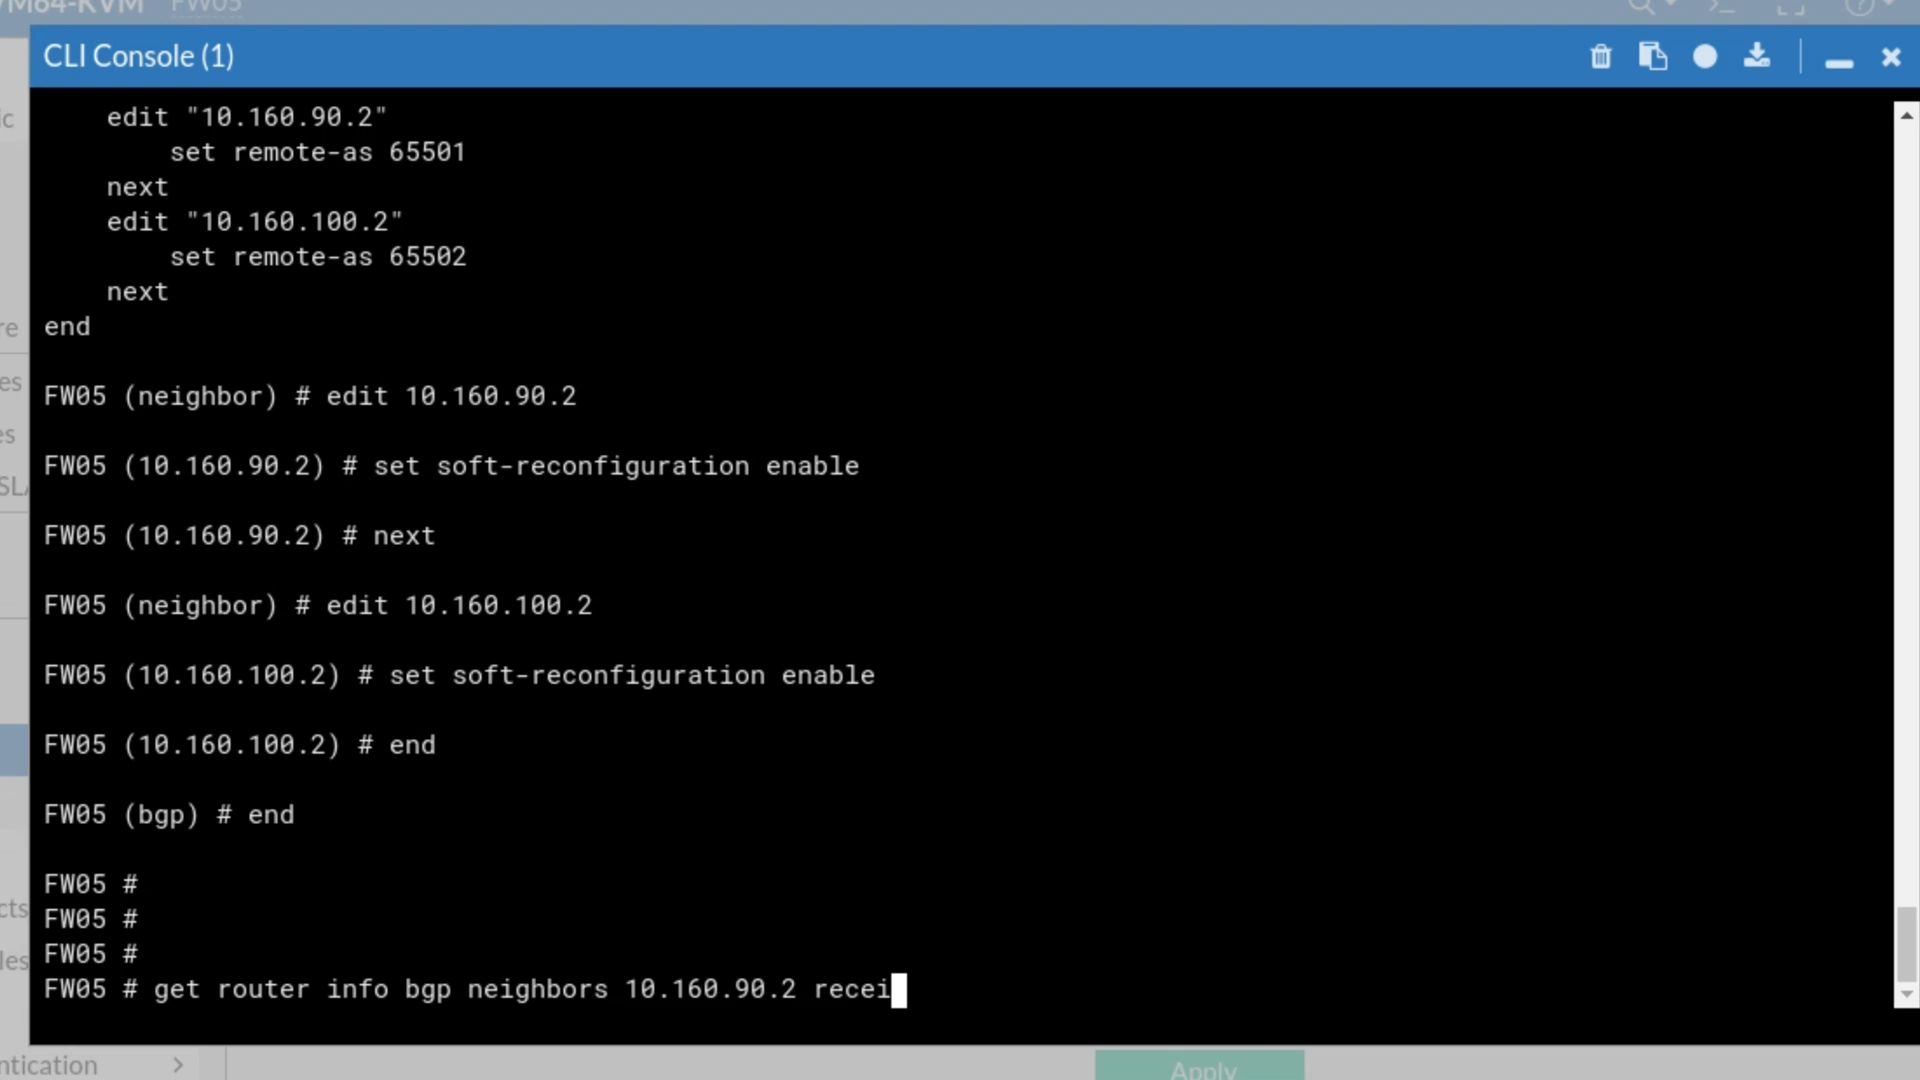 VM64-KVM FW05
CLI Console (1)
edit "10.160.90.2"
set remote-as 65501
next
edit "10.160.100.2"
set remote-as 65502
next
end
FW05 (neighbor) # edit 10.160.90.2
FW05 (10.160.90.2) # set soft-reconfiguration enable
FW05 (10.160.90.2) # next
FW05 (neighbor) # edit 10.160.100.2
FW05 (10.160.100.2) # set soft-reconfiguration enable
FW05 (10.160.100.2) # end
FW05 (bgp) # end
FW05 #
FW05 #
FW05 #
FW05 # get router info bgp neighbors 10.160.90.2 recei
ntication
Apply